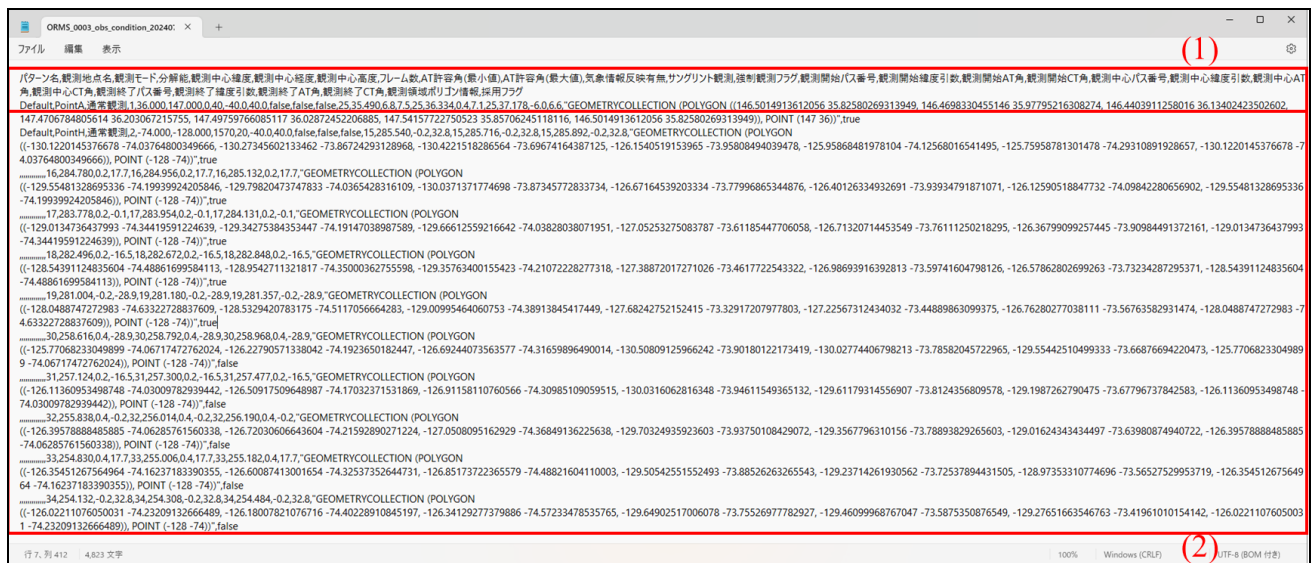 ORMS_0003_obs_condition_20240:
ファイル 編集 表示
(1)
パターン名,観測地点名,観測モード,分解能,観測中心緯度,観測中心経度,観測中心高度,フレーム数,AT許容角(最小値),AT許容角(最大値),気象情報反映有無,サングリント観測,強制観測フラグ,観測開始パス番号,観測開始緯度引数,観測開始AT角,観測開始CT角,観測中心パス番号,観測中心緯度引数,観測中心AT
角,観測中心CT角,観測終了パス番号,観測終了緯度引数,観測終了AT角,観測終了CT角,観測領域ポリゴン情報,採用フラグ
Default,PointA,通常観測,1,36.000,147.000,0,40,-40.0,40.0,false,false,false,25,35.490,6.8,7.5,25,36.334,0.4,7.1,25,37.178,-6.0,6.6,"GEOMETRYCOLLECTION (POLYGON ((146.5014913612056 35.82580269313949, 146.4698330455146 35.97795216308274, 146.4403911258016 36.13402423502602,
147.4706784805614 36.003067215755, 147.49759766085117 36.02872452206885, 147.54157722750523 35.85706245118116, 146.5014913612056 35.82580269313949)), POINT (147 36))",true
Default,PointH,通常観測,2,-74.000,-128.000,1570,20,-40.0,40.0,false,false,false,15,285.540,-0.2,32.8,15,285.716,-0.2,32.8,15,285.892,-0.2,32.8,"GEOMETRYCOLLECTION (POLYGON
((-130.1220145376678 -74.03764800349666, -130.27345602133462 -73.86724293128968, -130.4221518286564 -73.69674164387125, -126.1540519153965 -73.95808494039478, -125.95868481978104 -74.12568016541495, -125.75958781301478 -74.29310891928657, -130.1220145376678 -7
4.03764800349666)), POINT (-128 -74))",true
,,,,,,,,,,,,,16,284.780,0.2,17.7,16,284.956,0.2,17.7,16,285.132,0.2,17.7,"GEOMETRYCOLLECTION (POLYGON
((-129.55481328695336 -74.19939924205846, -129.79820473747833 -74.0365428316109, -130.0371371774698 -73.87345772833734, -126.67164539203334 -73.77996865344876, -126.40126334932691 -73.93934791871071, -126.12590518847732 -74.09842280656902, -129.55481328695336
-74.19939924205846)), POINT (-128 -74))",true
,,,,,,,,,,,,,17,283.778,0.2,-0.1,17,283.954,0.2,-0.1,17,284.131,0.2,-0.1,"GEOMETRYCOLLECTION (POLYGON
((-129.0134736437993 -74.34419591224639, -129.34275384353447 -74.19147038987589, -129.66612559216642 -74.03828038071951, -127.05253275083787 -73.61185447706058, -126.71320714453549 -73.76111250218295, -126.36799099257445 -73.90984491372161, -129.0134736437993
-74.34419591224639)), POINT (-128 -74))",true
,,,,,,,,,,,,,18,282.496,0.2,-16.5,18,282.672,0.2,-16.5,18,282.848,0.2,-16.5,"GEOMETRYCOLLECTION (POLYGON
((-128.54391124835604 -74.48861699584113, -128.9542711321817 -74.35000362755598, -129.35763400155423 -74.21072228277318, -127.38872017271026 -73.4617722543322, -126.98693916392813 -73.59741604798126, -126.57862802699263 -73.73234287295371, -128.54391124835604
-74.48861699584113)), POINT (-128 -74))",true
,,,,,,,,,,,,,19,281.004,-0.2,-28.9,19,281.180,-0.2,-28.9,19,281.357,-0.2,-28.9,"GEOMETRYCOLLECTION (POLYGON
((-128.0488747272983 -74.63322728837609, -128.5329420783175 -74.5117056664283, -129.00995464060753 -74.38913845417449, -127.68242752152415 -73.32917207977803, -127.22567312434032 -73.44889863099375, -126.76280277038111 -73.56763582931474, -128.0488747272983 -7
4.63322728837609)), POINT (-128 -74))",true
,,,,,,,,,,,,,30,258.616,0.4,-28.9,30,258.792,0.4,-28.9,30,258.968,0.4,-28.9,"GEOMETRYCOLLECTION (POLYGON
((-125.77068233049899 -74.06717472762024, -126.22790571338042 -74.1923650182447, -126.69244073563577 -74.31659896490014, -130.50809125966242 -73.90180122173419, -130.02774406798213 -73.78582045722965, -129.55442510499333 -73.66876694220473, -125.7706823304989
9 -74.06717472762024)), POINT (-128 -74))",false
,,,,,,,,,,,,,31,257.124,0.2,-16.5,31,257.300,0.2,-16.5,31,257.477,0.2,-16.5,"GEOMETRYCOLLECTION (POLYGON
((-126.11360953498748 -74.03009782939442, -126.50917509648987 -74.17032371531869, -126.91158110760566 -74.30985109059515, -130.0316062816348 -73.94611549365132, -129.61179314556907 -73.8124356809578, -129.1987262790475 -73.67796737842583, -126.11360953498748 -
74.03009782939442)), POINT (-128 -74))",false
,,,,,,,,,,,,,32,255.838,0.4,-0.2,32,256.014,0.4,-0.2,32,256.190,0.4,-0.2,"GEOMETRYCOLLECTION (POLYGON
((-126.39578888485885 -74.06285761560338, -126.72030606643604 -74.21592890271224, -127.0508095162929 -74.36849136225638, -129.70324935923603 -73.93750108429072, -129.3567796310156 -73.78893829265603, -129.01624343434497 -73.63980874940722, -126.39578888485885
-74.06285761560338)), POINT (-128 -74))",false
,,,,,,,,,,,,,33,254.830,0.4,17.7,33,255.006,0.4,17.7,33,255.182,0.4,17.7,"GEOMETRYCOLLECTION (POLYGON
((-126.35451267564964 -74.16237183390355, -126.60087413001654 -74.32537352644731, -126.85173722365579 -74.48821604110003, -129.50542551552493 -73.88526263265543, -129.23714261930562 -73.72537894431505, -128.97353310774696 -73.56527529953719, -126.354512675649
64 -74.16237183390355)), POINT (-128 -74))",false
,,,,,,,,,,,,,34,254.132,-0.2,32.8,34,254.308,-0.2,32.8,34,254.484,-0.2,32.8,"GEOMETRYCOLLECTION (POLYGON
((-126.02211076050031 -74.23209132666489, -126.18007821076716 -74.40228910845197, -126.34129277379886 -74.57233478535765, -129.64902517006078 -73.75526977782927, -129.46099968767047 -73.5875350876549, -129.27651663546763 -73.41961010154142, -126.0221107605003
1 -74.23209132666489)), POINT (-128 -74))",false
行 7、列 412 4,823 文字 100% Windows (CRLF) UTF-8 (BOM 付き)
(2)